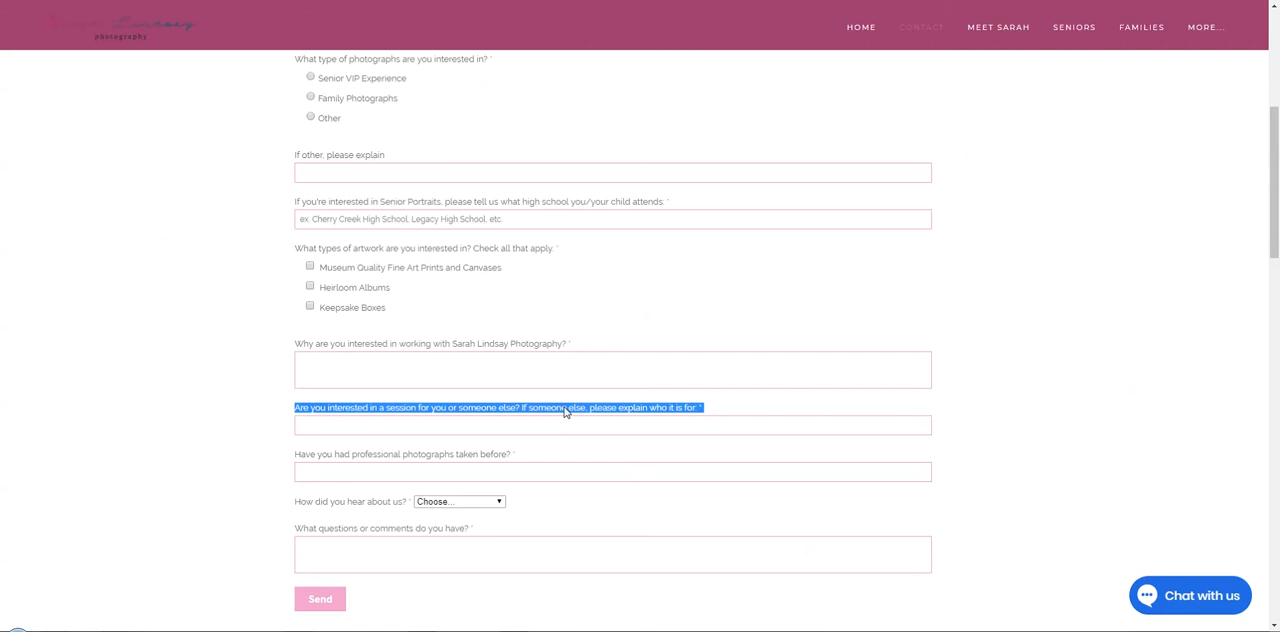 Sarah Lindsay
photography
HOME CONTACT MEET SARAH SENIORS FAMILIES MORE...
What type of photographs are you interested in? *
Senior VIP Experience
Family Photographs
Other
If other, please explain
If you're interested in Senior Portraits, please tell us what high school you/your child attends: *
ex. Cherry Creek High School, Legacy High School, etc.
What types of artwork are you interested in? Check all that apply. *
Museum Quality Fine Art Prints and Canvases
Heirloom Albums
Keepsake Boxes
Why are you interested in working with Sarah Lindsay Photography? *
Are you interested in a session for you or someone else? If someone else, please explain who it is for: *
Have you had professional photographs taken before? *
How did you hear about us? * Choose...
What questions or comments do you have? *
Send
Chat with us